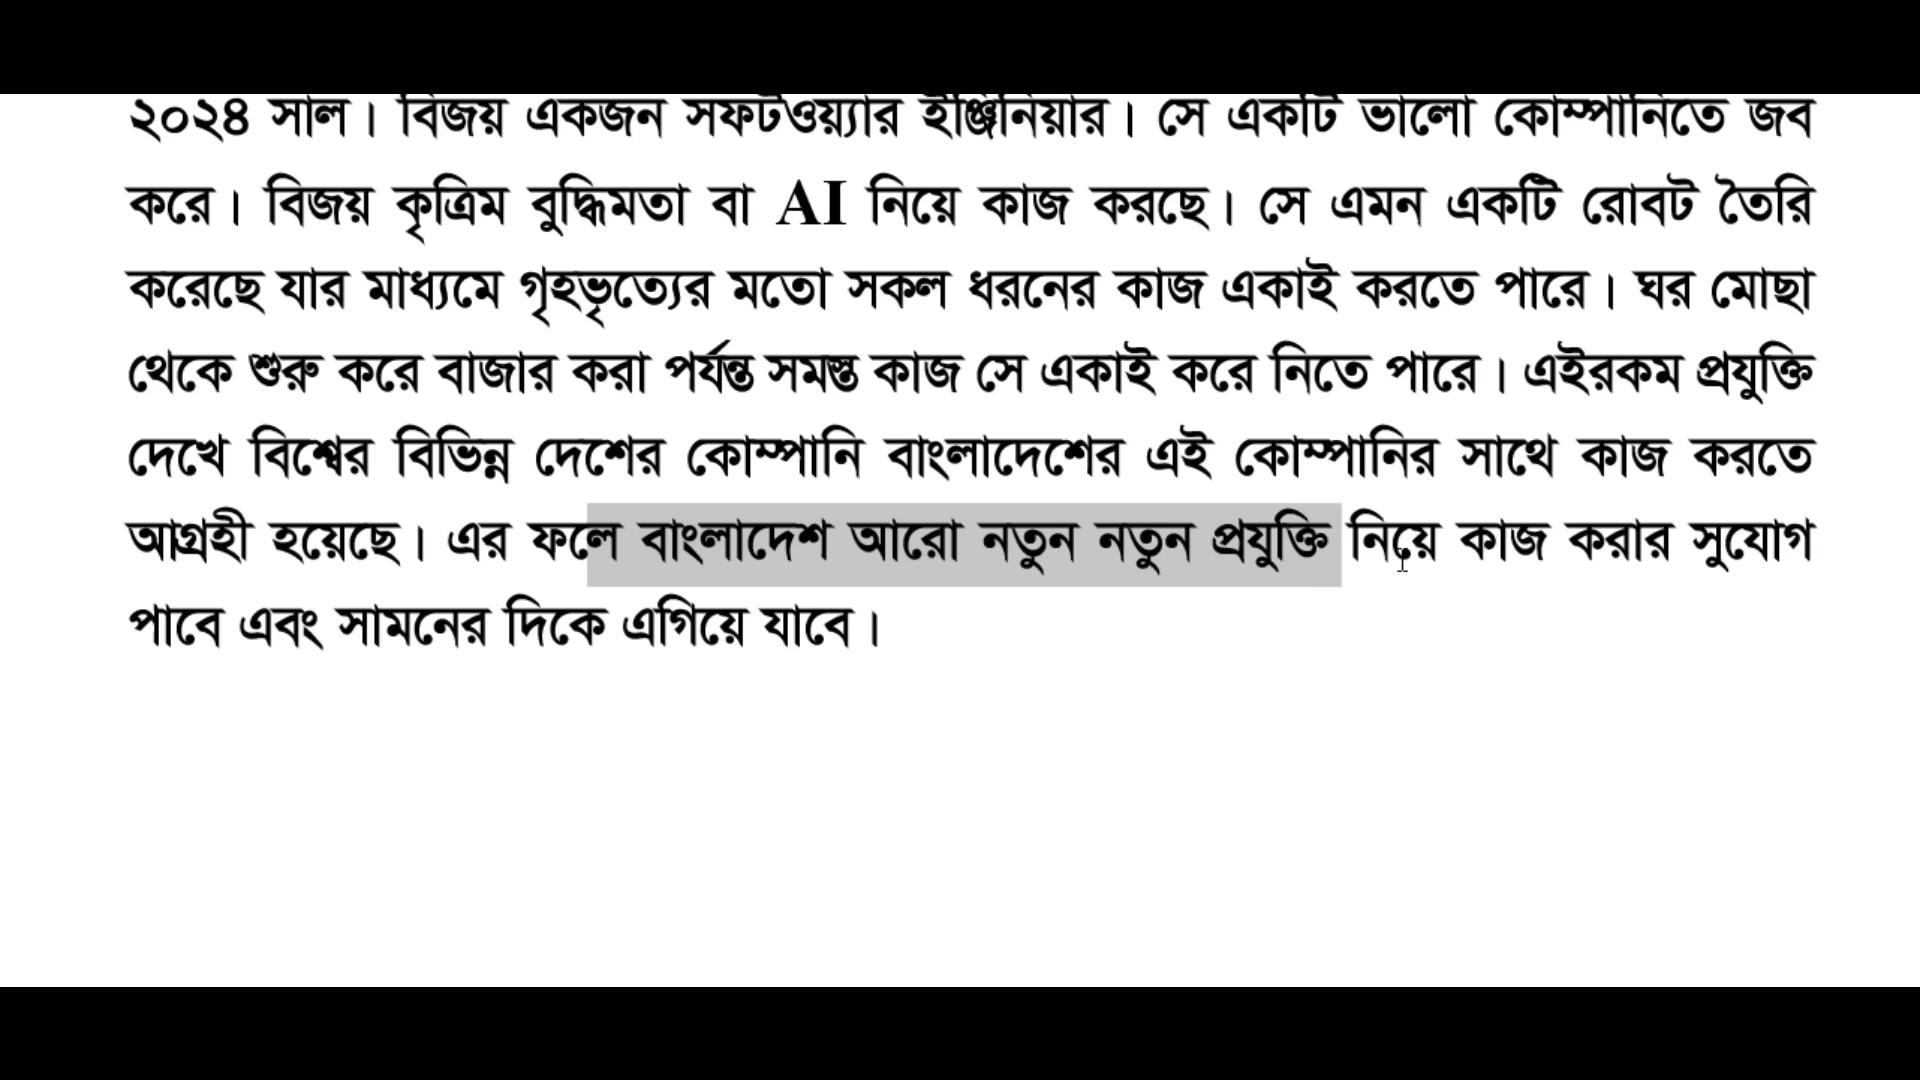 ২০২৪ সাল। বিজয় একজন সফটওয়্যার ইঞ্জিনিয়ার। সে একটি ভালো কোম্পানিতে জব
করে। বিজয় কৃত্রিম বুদ্ধিমতা বা AI নিয়ে কাজ করছে। সে এমন একটি রোবট তৈরি
করেছে যার মাধ্যমে গৃহভৃত্যের মতো সকল ধরনের কাজ একাই করতে পারে। ঘর মোছা
থেকে শুরু করে বাজার করা পর্যন্ত সমস্ত কাজ সে একাই করে নিতে পারে। এইরকম প্রযুক্তি
দেখে বিশ্বের বিভিন্ন দেশের কোম্পানি বাংলাদেশের এই কোম্পানির সাথে কাজ করতে
আগ্রহী হয়েছে। এর ফলে বাংলাদেশ আরো নতুন নতুন প্রযুক্তি নিয়ে কাজ করার সুযোগ
পাবে এবং সামনের দিকে এগিয়ে যাবে।